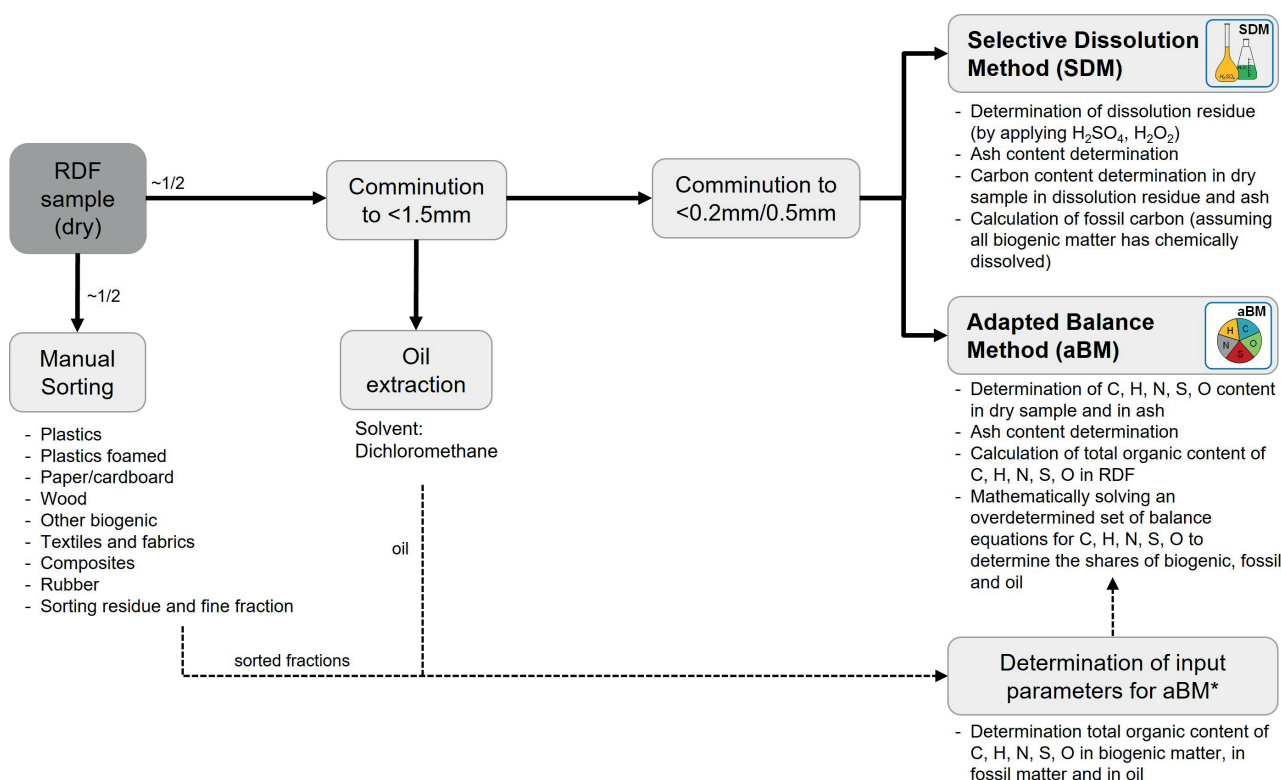 RDF
sample
(dry)
~1/2
~1/2
Manual
Sorting
- Plastics
- Plastics foamed
- Paper/cardboard
- Wood
- Other biogenic
- Textiles and fabrics
- Composites
- Rubber
- Sorting residue and fine fraction
sorted fractions
Comminution
to <1.5mm
Oil
extraction
Solvent:
Dichloromethane
oil
Comminution to
<0.2mm/0.5mm
Selective Dissolution
Method (SDM)
SDM
H₂SO₄
- Determination of dissolution residue
(by applying H₂SO₄, H₂O₂)
- Ash content determination
- Carbon content determination in dry
sample in dissolution residue and ash
- Calculation of fossil carbon (assuming
all biogenic matter has chemically
dissolved)
Adapted Balance
Method (aBM)
aBM
H
C
N
O
S
- Determination of C, H, N, S, O content
in dry sample and in ash
- Ash content determination
- Calculation of total organic content of
C, H, N, S, O in RDF
- Mathematically solving an
overdetermined set of balance
equations for C, H, N, S, O to
determine the shares of biogenic, fossil
and oil
Determination of input
parameters for aBM*
- Determination total organic content of
C, H, N, S, O in biogenic matter, in
fossil matter and in oil